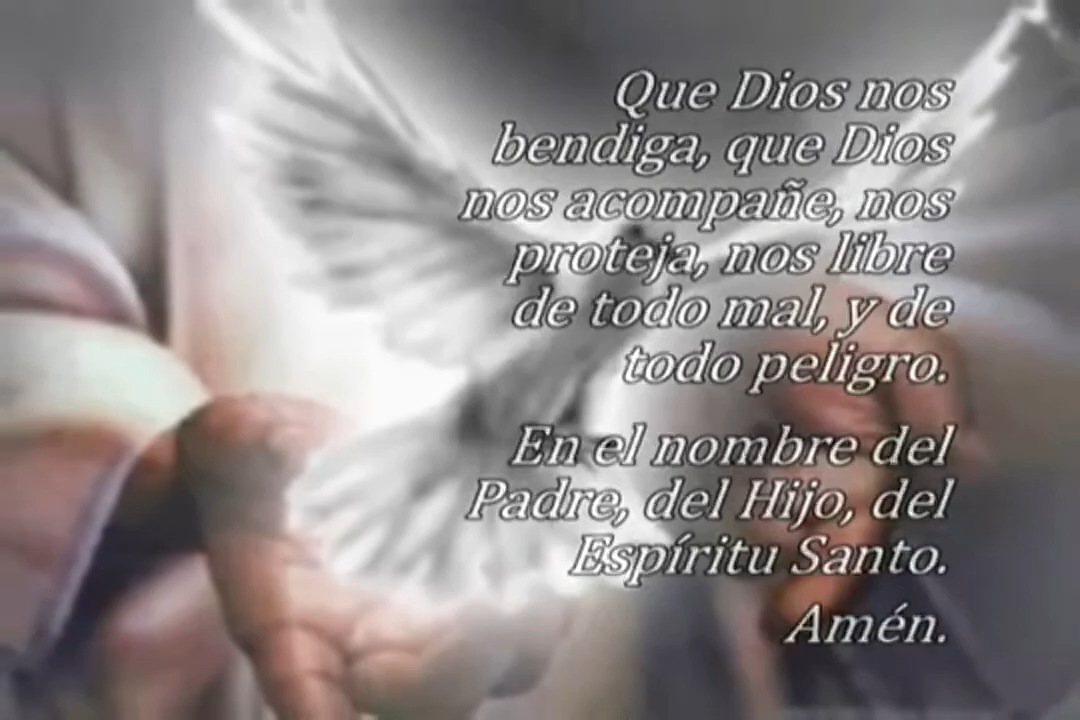 Que Dios nos
bendiga, que Dios
nos acompañe, nos
proteja, nos libre
de todo mal, y de
todo peligro.
En el nombre del
Padre, del Hijo, del
Espíritu Santo.
Amén.